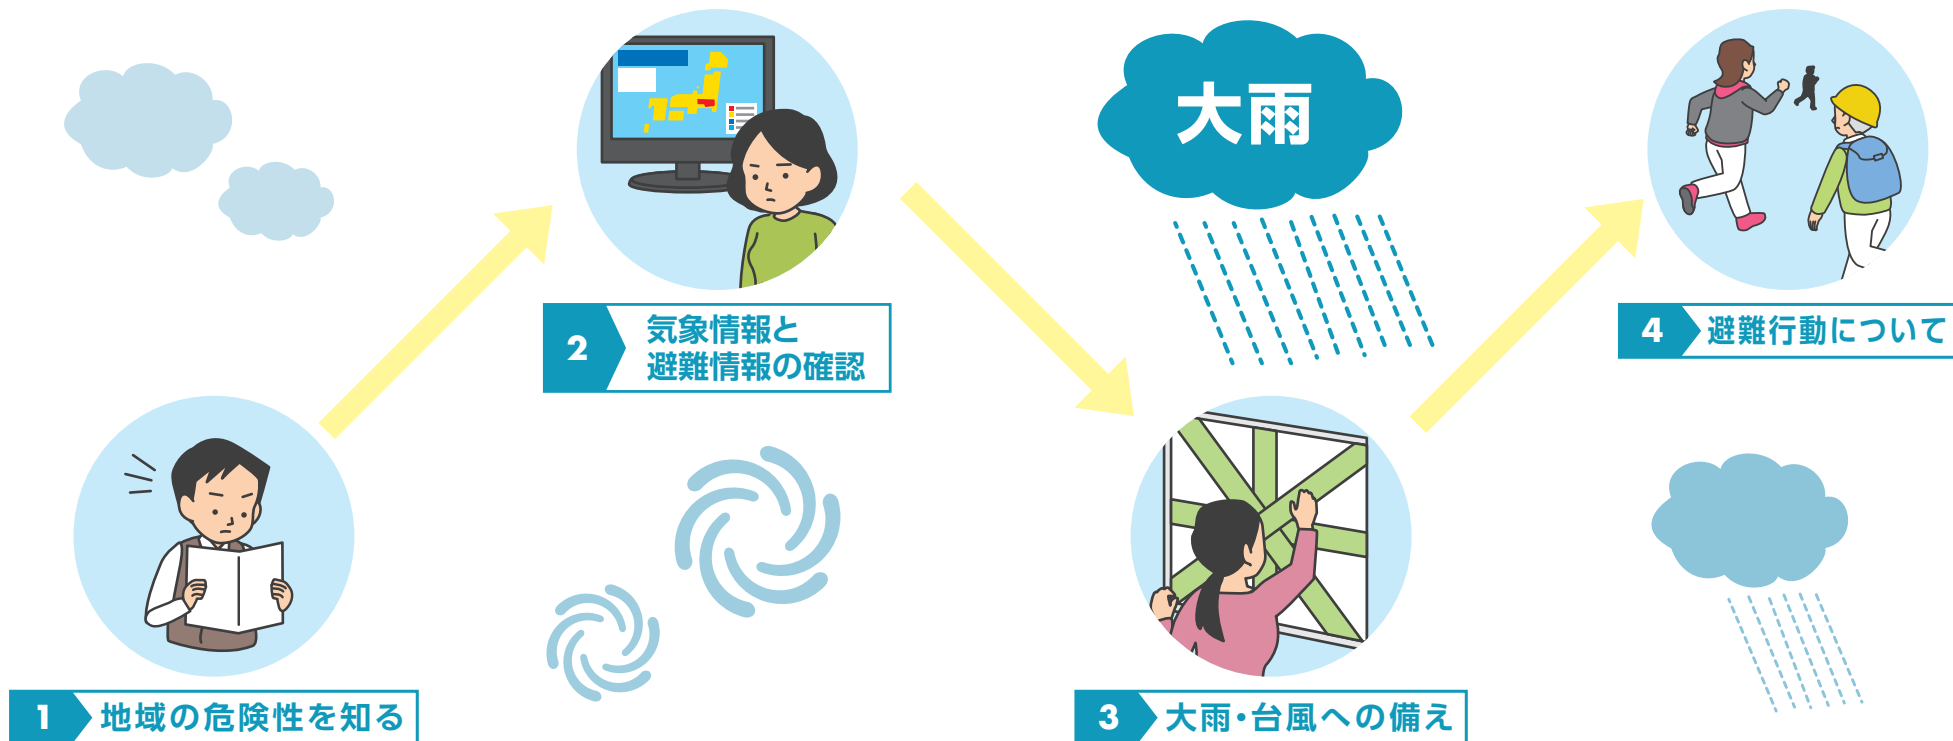 1 地域の危険性を知る
2 気象情報と
避難情報の確認
大雨
3 大雨・台風への備え
4 避難行動について